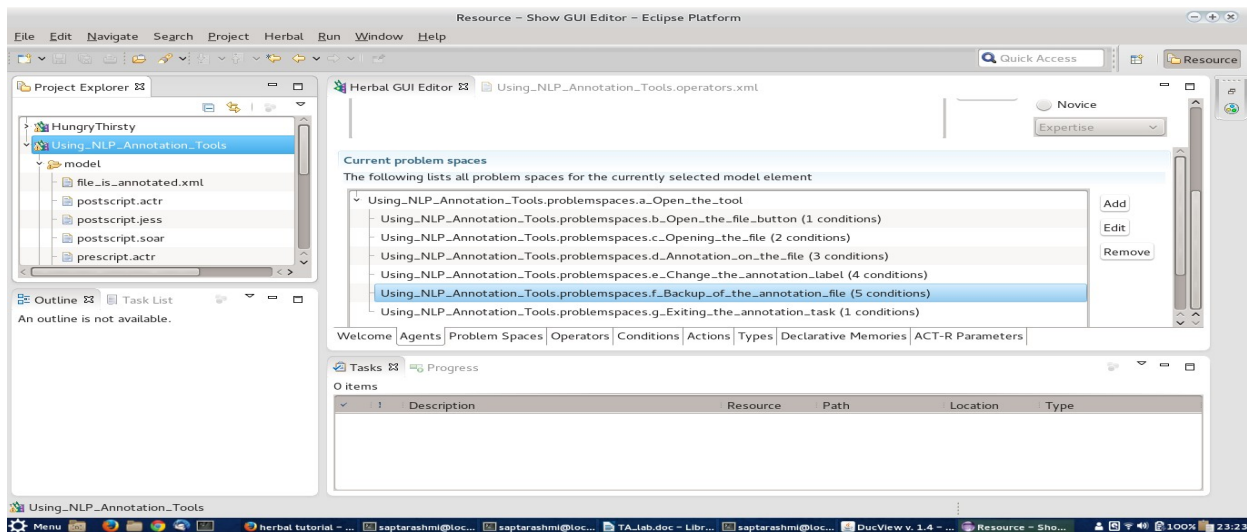 Resource – Show GUI Editor – Eclipse Platform
File Edit Navigate Search Project Herbal Run Window Help
Quick Access
Resource
Project Explorer
HungryThirsty
Using_NLP_Annotation_Tools
model
file_is_annotated.xml
postscript.actr
postscript.jess
postscript.soar
prescript.actr
Outline Task List
An outline is not available.
Herbal GUI Editor Using_NLP_Annotation_Tools.operators.xml
Novice
Expertise
Current problem spaces
The following lists all problem spaces for the currently selected model element
Using_NLP_Annotation_Tools.problemspaces.a_Open_the_tool
Using_NLP_Annotation_Tools.problemspaces.b_Open_the_file_button (1 conditions)
Using_NLP_Annotation_Tools.problemspaces.c_Opening_the_file (2 conditions)
Using_NLP_Annotation_Tools.problemspaces.d_Annotation_on_the_file (3 conditions)
Using_NLP_Annotation_Tools.problemspaces.e_Change_the_annotation_label (4 conditions)
Using_NLP_Annotation_Tools.problemspaces.f_Backup_of_the_annotation_file (5 conditions)
Using_NLP_Annotation_Tools.problemspaces.g_Exiting_the_annotation_task (1 conditions)
Add
Edit
Remove
Welcome Agents Problem Spaces Operators Conditions Actions Types Declarative Memories ACT-R Parameters
Tasks Progress
0 items
! Description Resource Path Location Type
Using_NLP_Annotation_Tools
Menu herbal tutorial – ... saptarashmi@loc... saptarashmi@loc... TA_lab.doc – Libr... saptarashmi@loc... DucView v. 1.4 – ... Resource – Sho... 100% 23:23